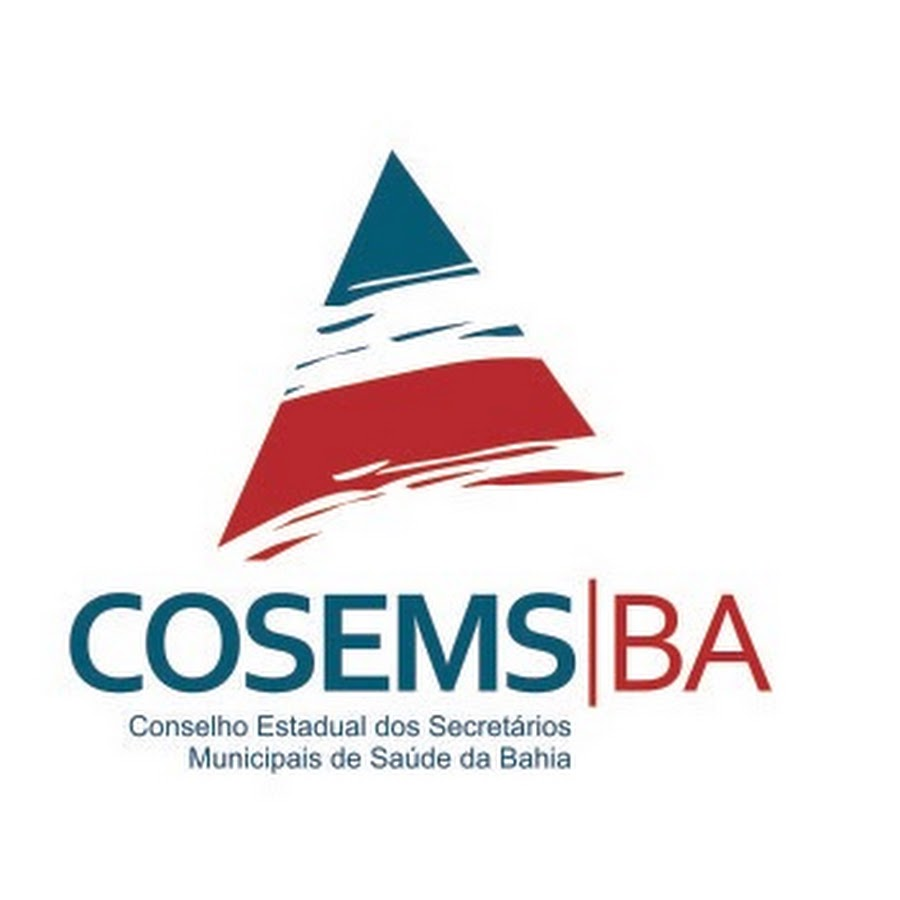 COSEMS|BA
Conselho Estadual dos Secretários
Municipais de Saúde da Bahia